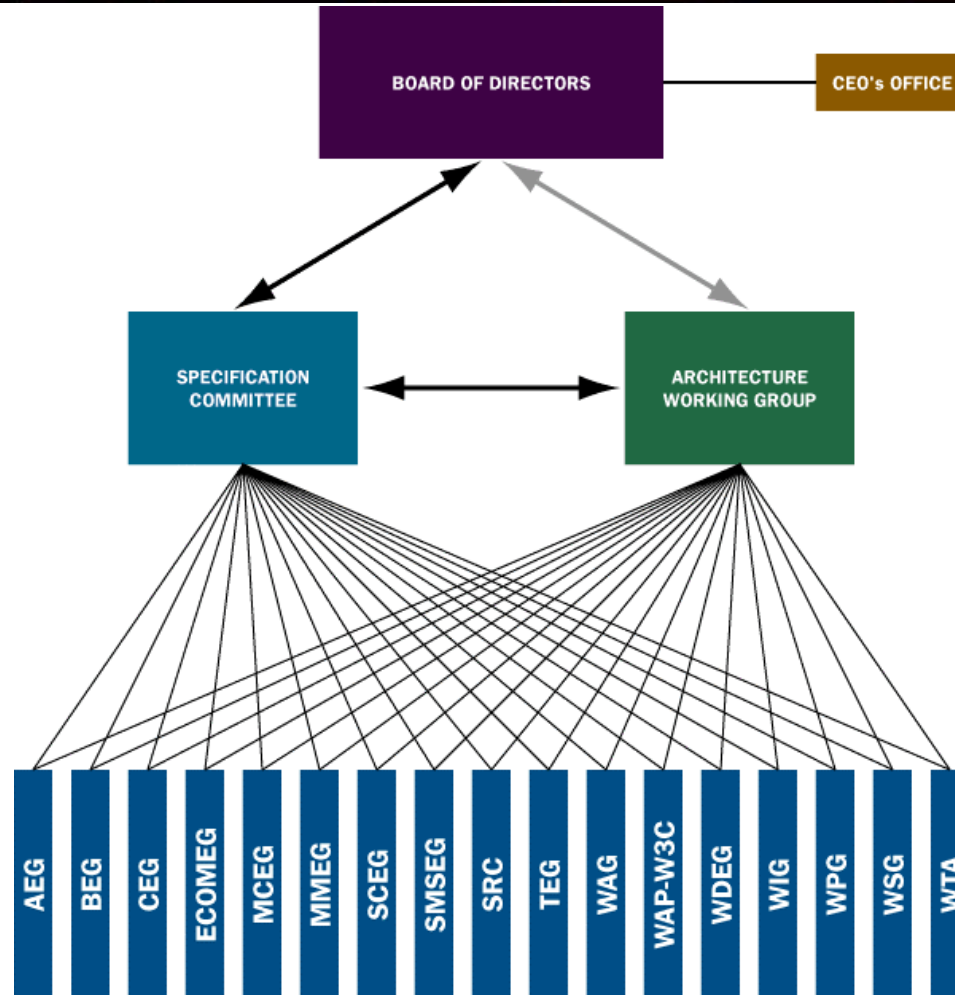 BOARD OF DIRECTORS
CEO's OFFICE
SPECIFICATION
COMMITTEE
ARCHITECTURE
WORKING GROUP
AEG
BEG
CEG
ECOMEG
MCEG
MMEG
SCEG
SMSEG
SRC
TEG
WAG
WAP-W3C
WDEG
WIG
WPG
WSG
WTA